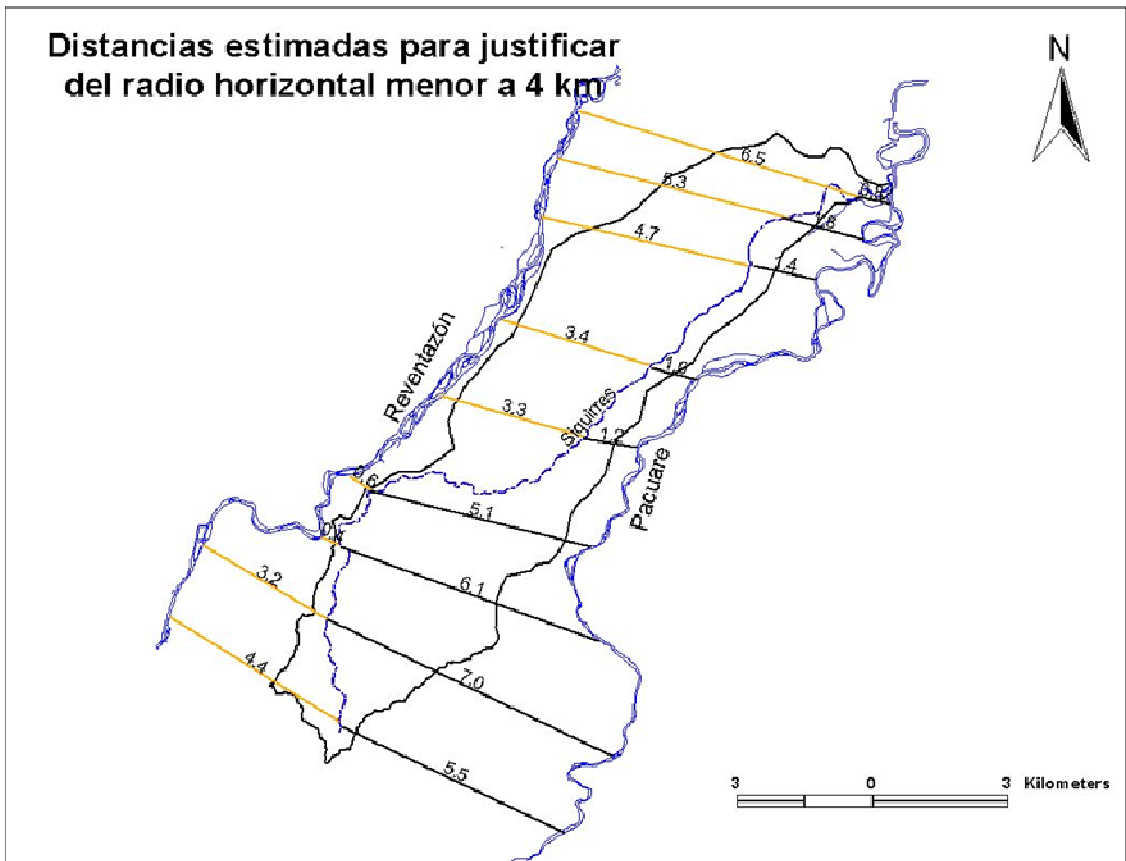 Distancias estimadas para justificar
del radio horizontal menor a 4 km
N
6.5
5.3
4.7
3.4
Reventazón
3.3
Siquirres
1.2
Pacuare
5.1
6.1
3.2
7.0
4.4
5.5
3 0 3 Kilometers